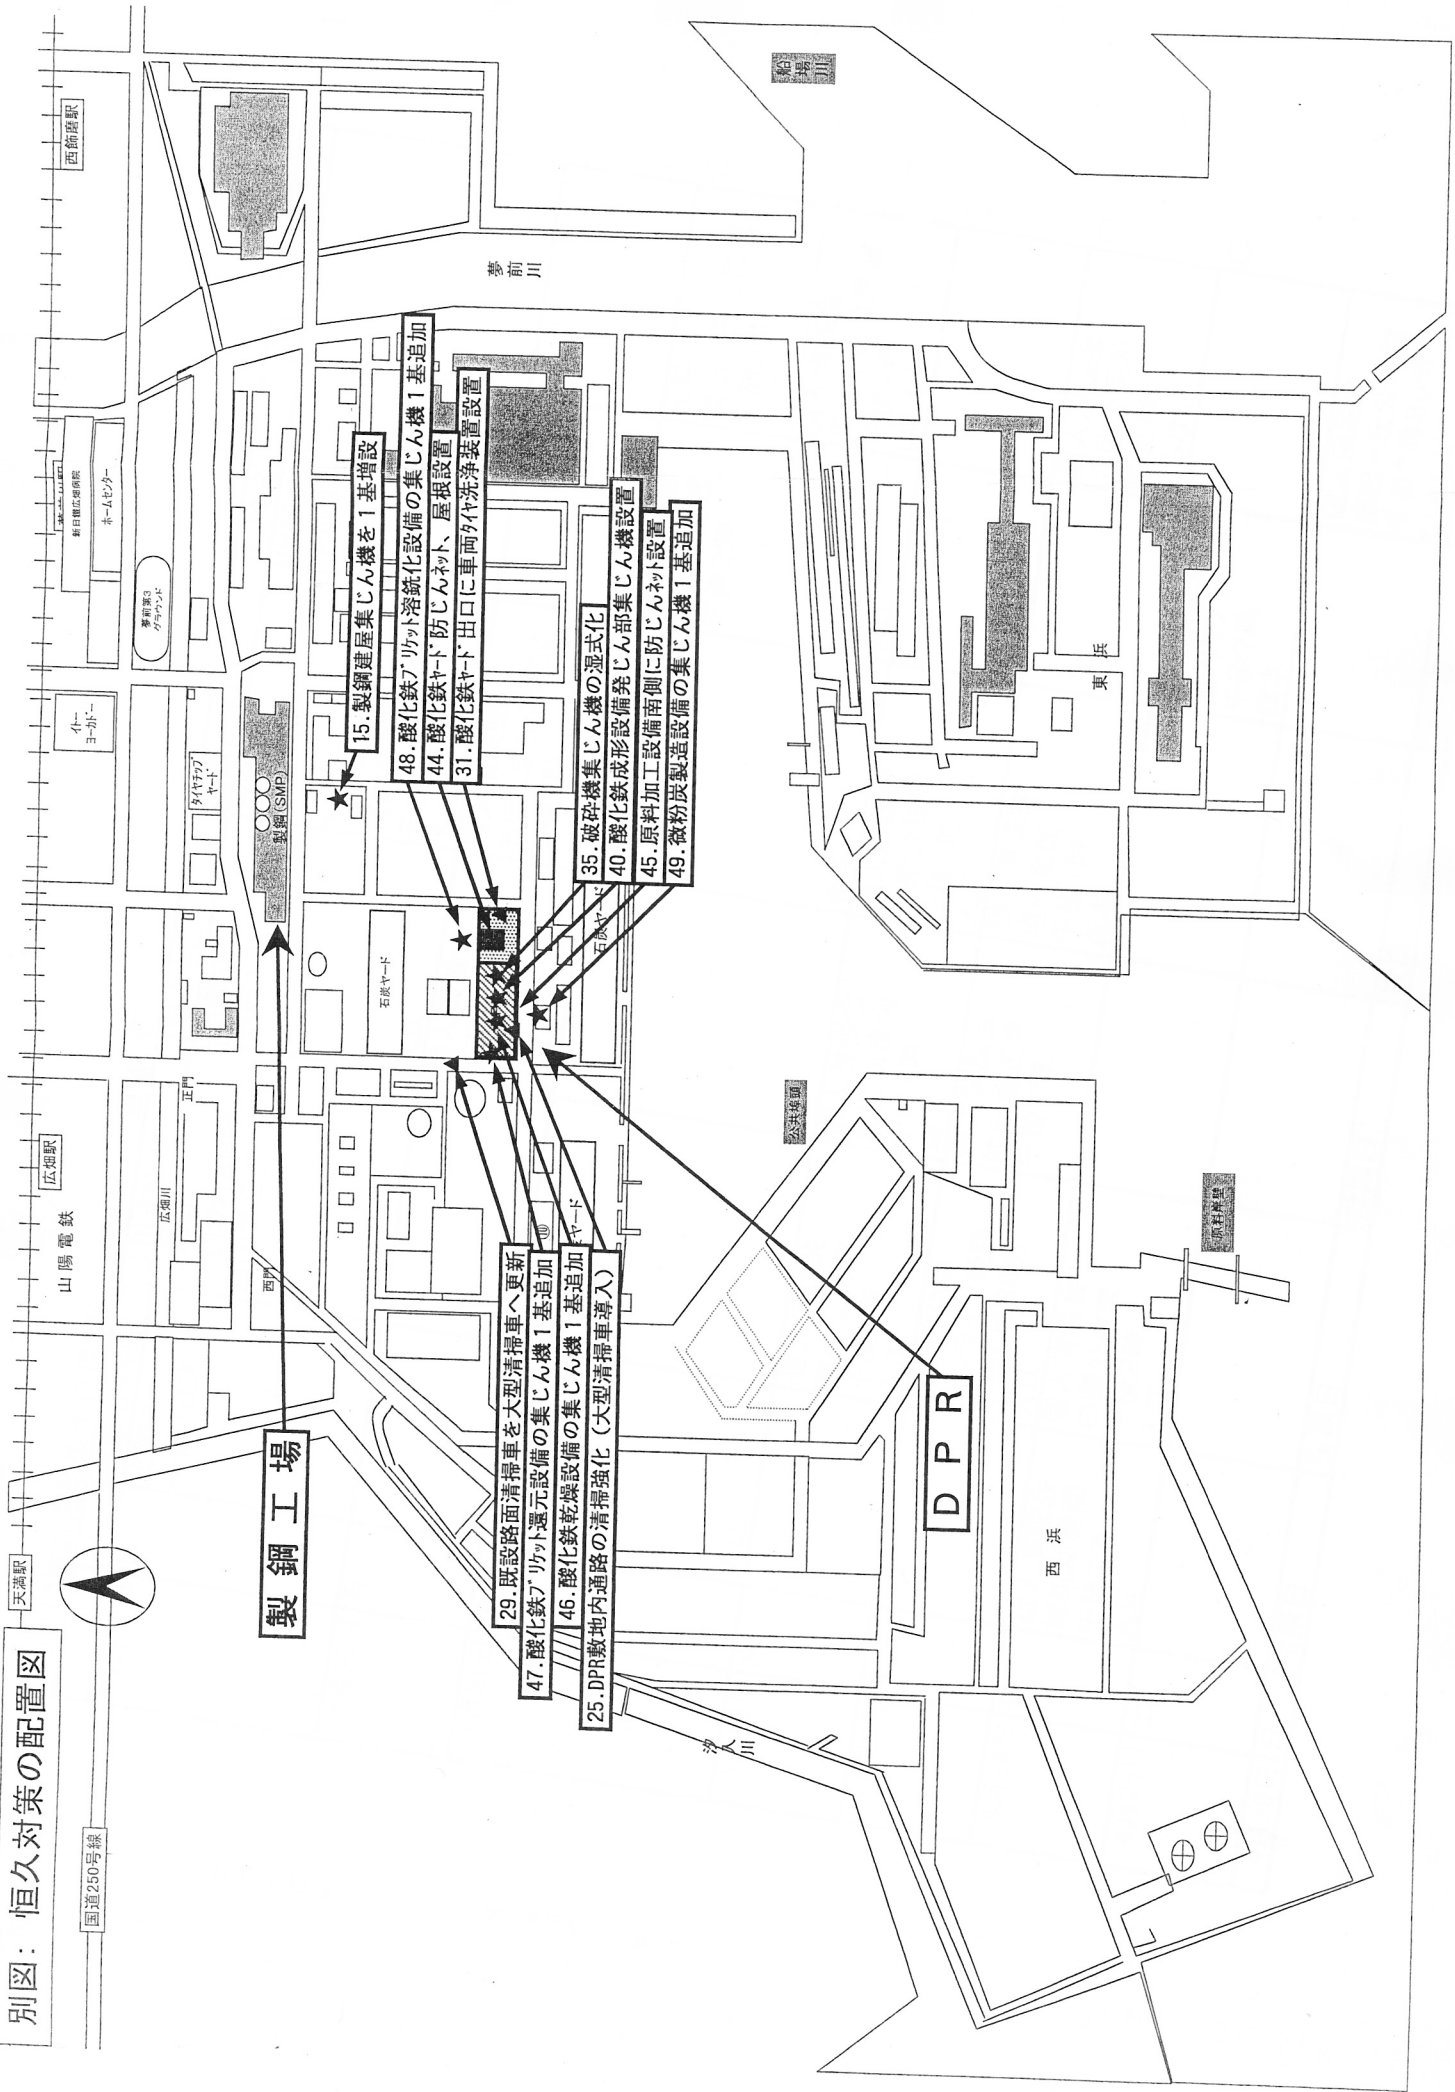 別図：恒久対策の配置図
国道250号線
天満駅
山陽電鉄
広畑駅
西飾磨駅
新日鐵広畑病院
ホームセンター
夢前第3
グラウンド
イトー
ヨーカドー
タイヤチップ
ヤード
製鋼(SMP)
広畑川
正門
西門
製鋼工場
石炭ヤード
石炭ヤード
ヤード
15.製鋼建屋集じん機を1基増設
48.酸化鉄ブリケット溶銑化設備の集じん機1基追加
44.酸化鉄ヤード防じんネット、屋根設置
31.酸化鉄ヤード出口に車両タイヤ洗浄装置設置
35.破砕機集じん機の湿式化
40.酸化鉄成形設備発じん部集じん機設置
45.原料加工設備南側に防じんネット設置
49.微粉炭製造設備の集じん機1基追加
29.既設路面清掃車を大型清掃車へ更新
47.酸化鉄ブリケット還元設備の集じん機1基追加
46.酸化鉄乾燥設備の集じん機1基追加
25.DPR敷地内通路の清掃強化（大型清掃車導入）
DPR
夢前川
船場川
汐入川
公共埠頭
原料岸壁
東浜
西浜